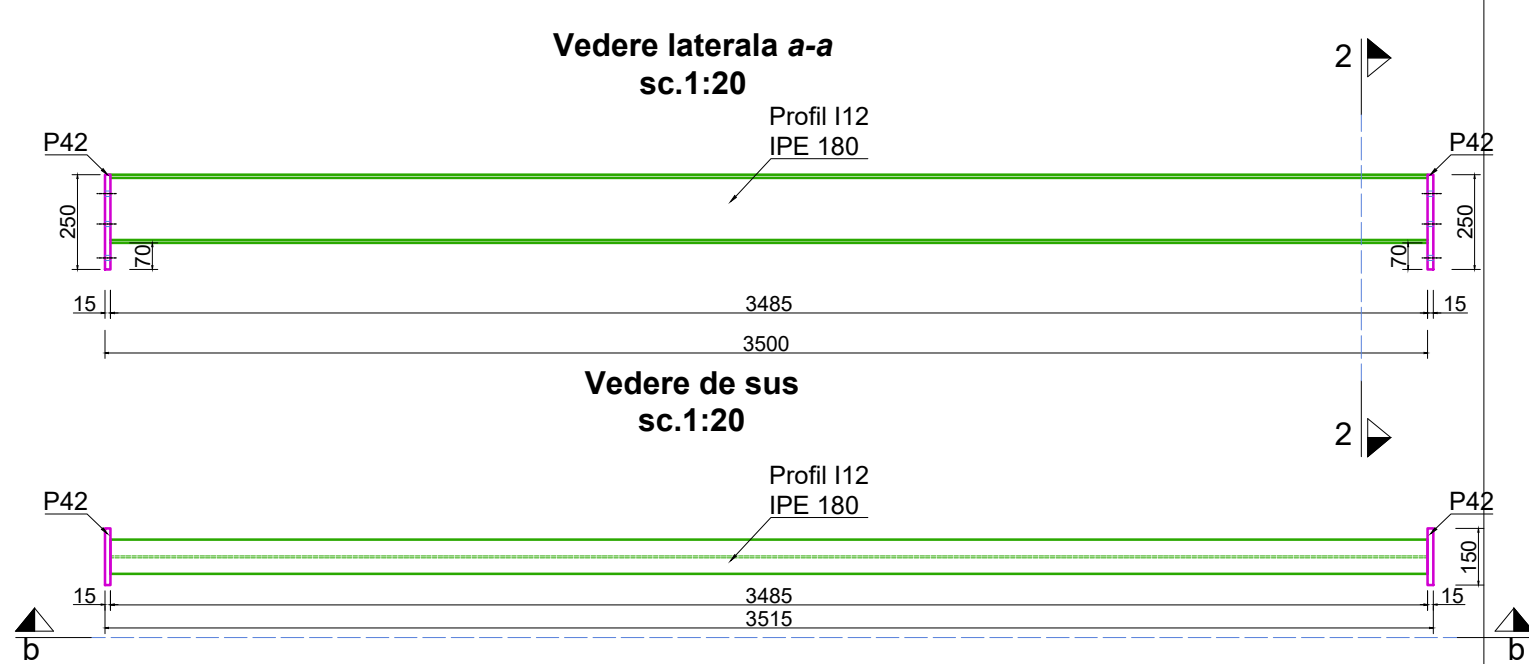 Vedere laterala a-a
sc.1:20
2
Profil I12
IPE 180
P42
P42
250
70
70
250
15
3485
15
3500
Vedere de sus
sc.1:20
2
Profil I12
IPE 180
P42
P42
150
15
3485
15
3515
b
b